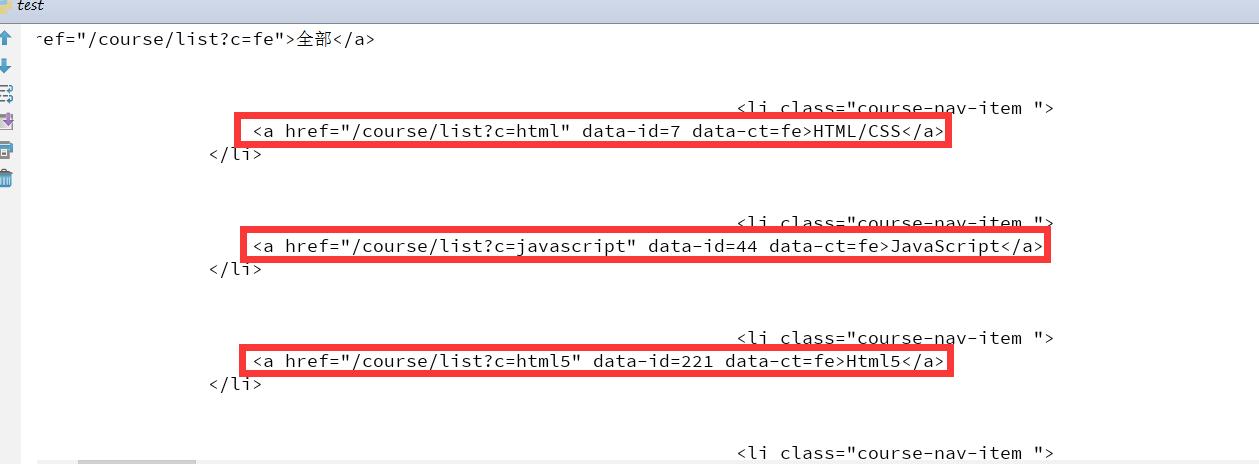 test
ref="/course/list?c=fe">全部</a>
<li class="course-nav-item ">
<a href="/course/list?c=html" data-id=7 data-ct=fe>HTML/CSS</a>
</li>
<li class="course-nav-item ">
<a href="/course/list?c=javascript" data-id=44 data-ct=fe>JavaScript</a>
</li>
<li class="course-nav-item ">
<a href="/course/list?c=html5" data-id=221 data-ct=fe>Html5</a>
</li>
<li class="course-nav-item ">